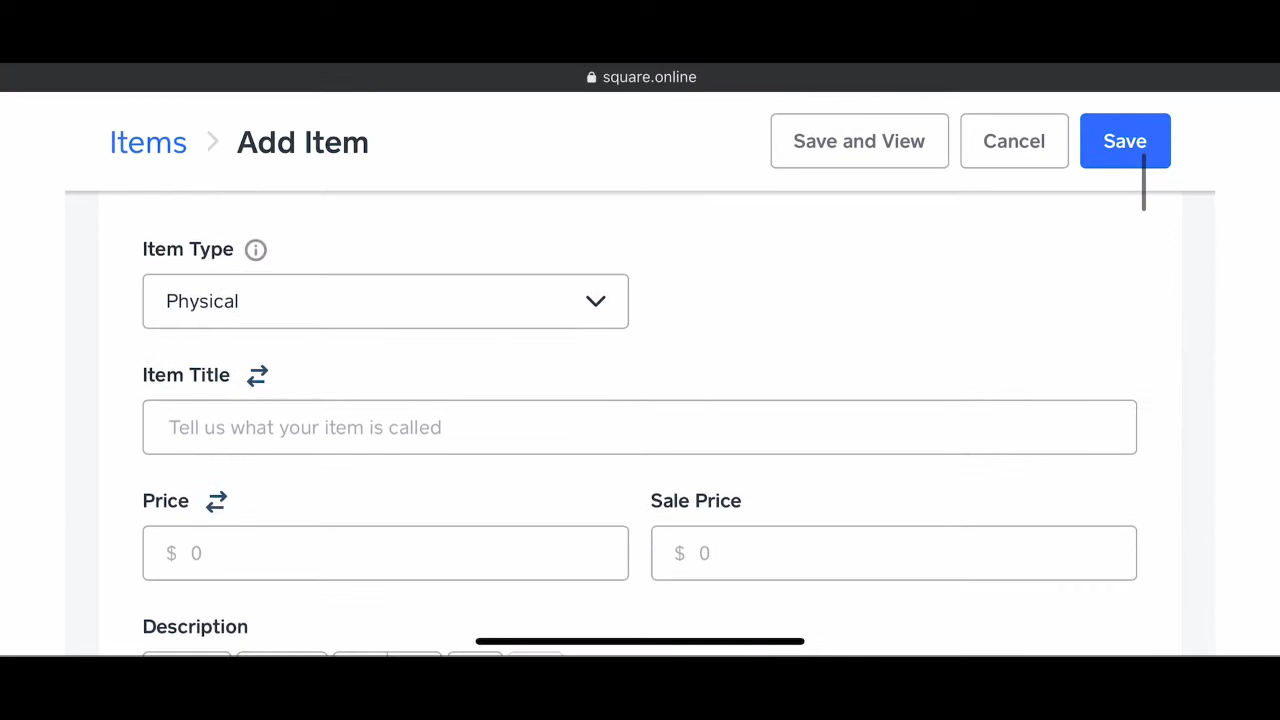 square.online
Items > Add Item
Save and View
Cancel
Save
Item Type
Physical
Item Title
Tell us what your item is called
Price
Sale Price
$ 0
$ 0
Description